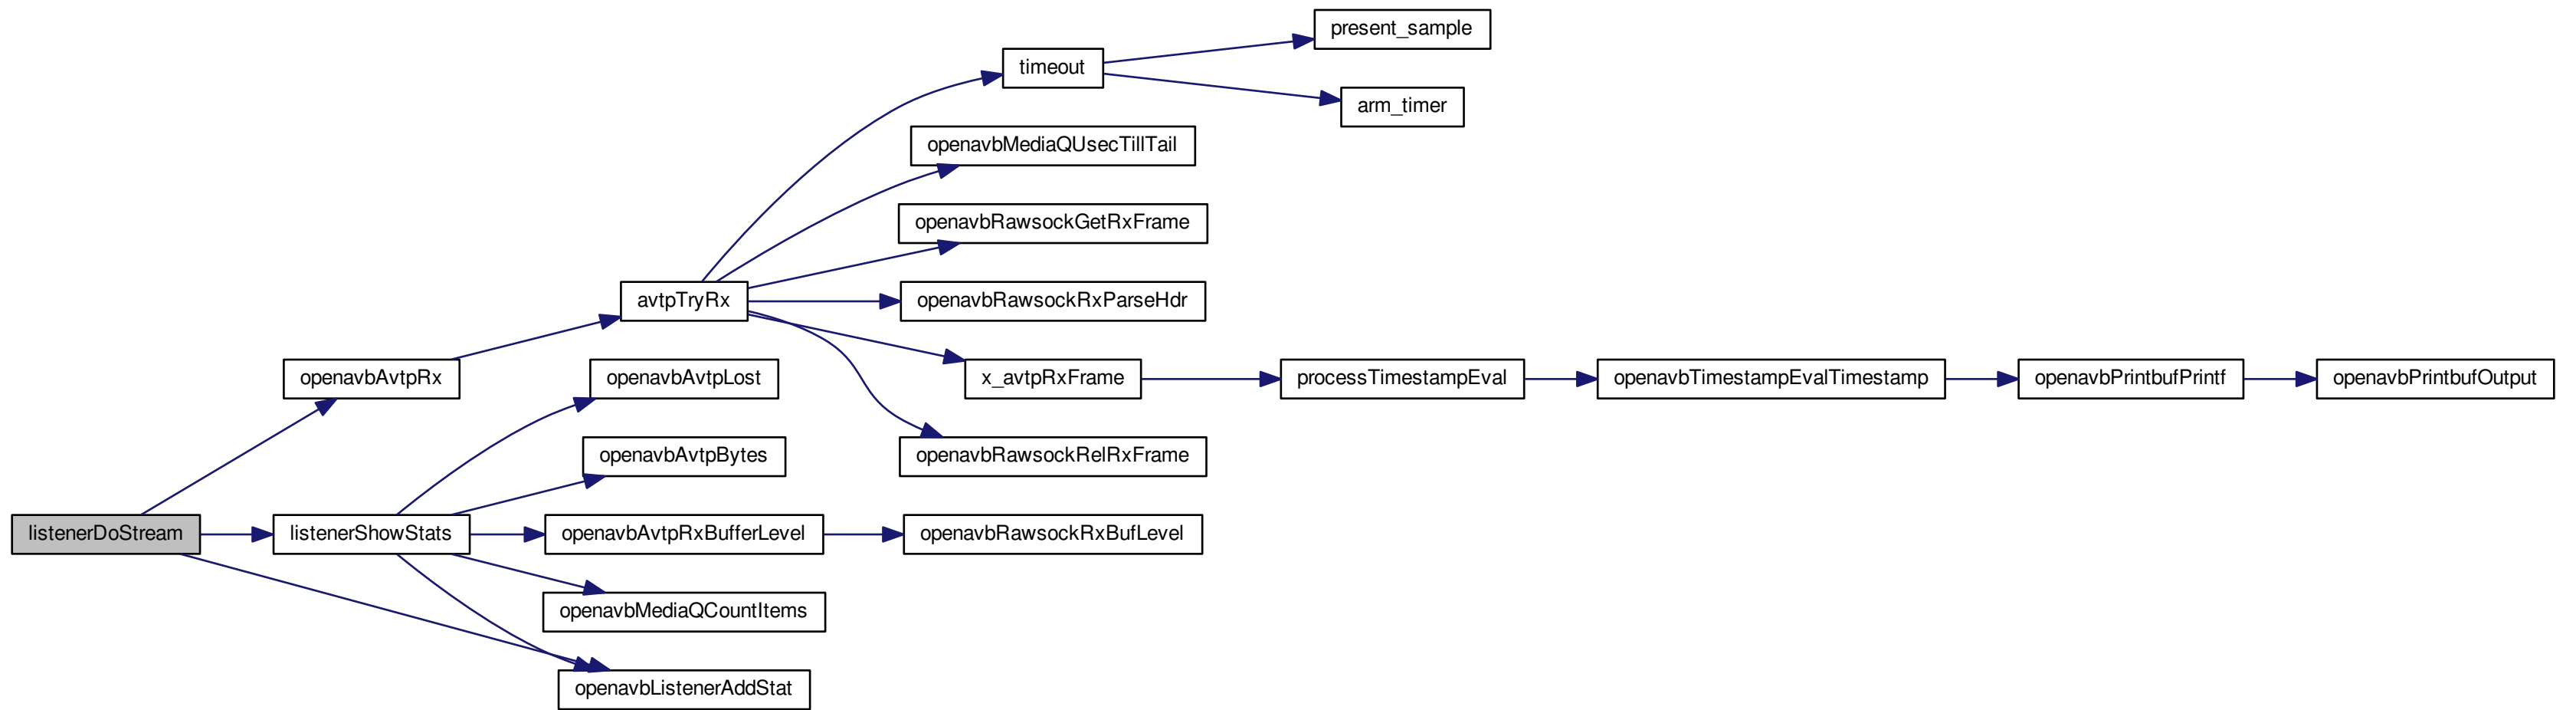 present_sample
timeout
arm_timer
openavbMediaQUsecTillTail
openavbRawsockGetRxFrame
avtpTryRx
openavbRawsockRxParseHdr
openavbAvtpRx
openavbAvtpLost
x_avtpRxFrame
processTimestampEval
openavbTimestampEvalTimestamp
openavbPrintbufPrintf
openavbPrintbufOutput
openavbAvtpBytes
openavbRawsockRelRxFrame
listenerDoStream
listenerShowStats
openavbAvtpRxBufferLevel
openavbRawsockRxBufLevel
openavbMediaQCountItems
openavbListenerAddStat